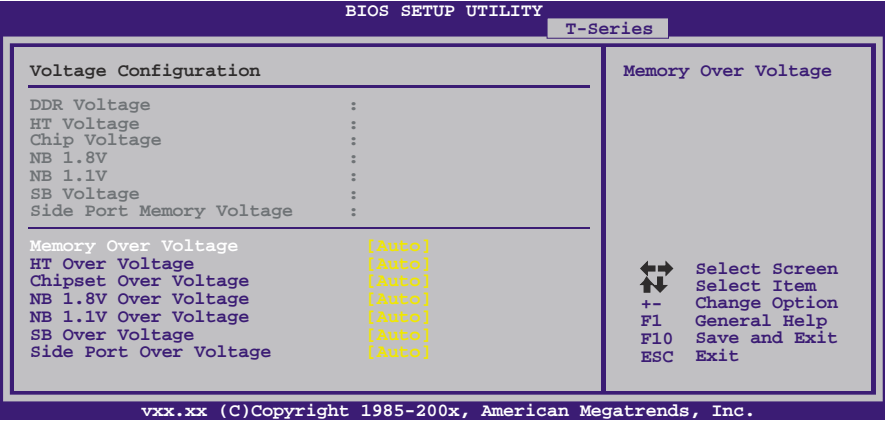 BIOS SETUP UTILITY
T-Series
Voltage Configuration
DDR Voltage :
HT Voltage :
Chip Voltage :
NB 1.8V :
NB 1.1V :
SB Voltage :
Side Port Memory Voltage :
Memory Over Voltage [Auto]
HT Over Voltage [Auto]
Chipset Over Voltage [Auto]
NB 1.8V Over Voltage [Auto]
NB 1.1V Over Voltage [Auto]
SB Over Voltage [Auto]
Side Port Over Voltage [Auto]
Memory Over Voltage
Select Screen
Select Item
+- Change Option
F1 General Help
F10 Save and Exit
ESC Exit
vxx.xx (C)Copyright 1985-200x, American Megatrends, Inc.